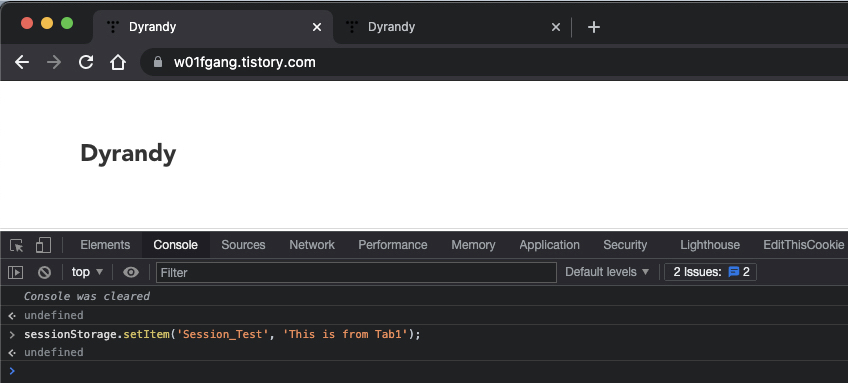 Dyrandy
Dyrandy
w01fgang.tistory.com
Dyrandy
Elements Console Sources Network Performance Memory Application Security Lighthouse EditThisCookie
top Filter Default levels 2 Issues: 2
Console was cleared
undefined
sessionStorage.setItem('Session_Test', 'This is from Tab1');
undefined